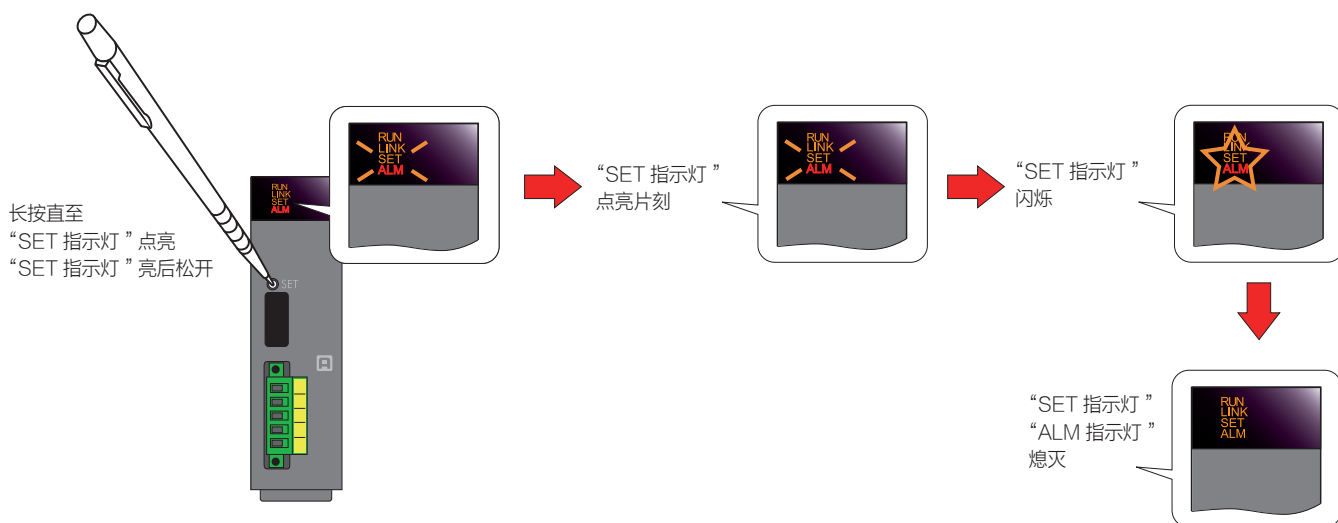 长按直至
“SET 指示灯 ” 点亮
“SET 指示灯 ” 亮后松开
RUN
LINK
SET
ALM
SET
RUN
LINK
SET
ALM
“SET 指示灯 ”
点亮片刻
RUN
LINK
SET
ALM
“SET 指示灯 ”
闪烁
RUN
LINK
SET
ALM
“SET 指示灯 ”
“ALM 指示灯 ”
熄灭
RUN
LINK
SET
ALM